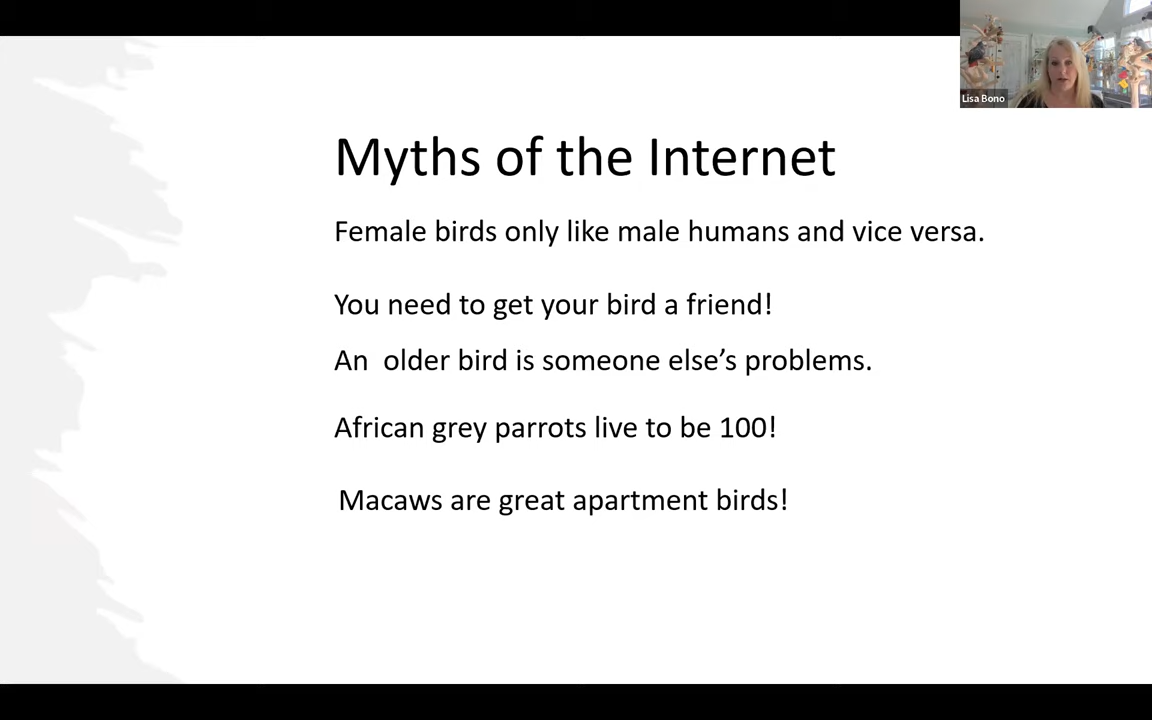 Lisa Bono
Myths of the Internet
Female birds only like male humans and vice versa.
You need to get your bird a friend!
An  older bird is someone else’s problems.
African grey parrots live to be 100!
Macaws are great apartment birds!